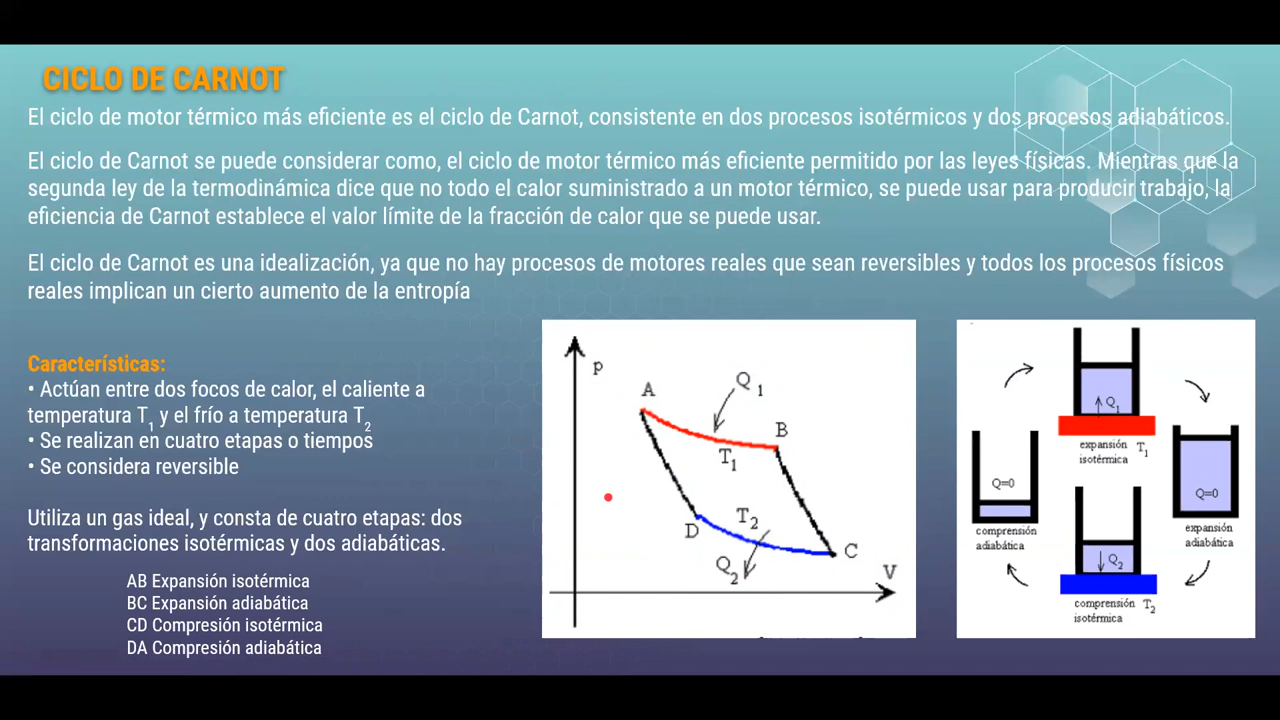 CICLO DE CARNOT
El ciclo de motor térmico más eficiente es el ciclo de Carnot, consistente en dos procesos isotérmicos y dos procesos adiabáticos.
El ciclo de Carnot se puede considerar como, el ciclo de motor térmico más eficiente permitido por las leyes físicas. Mientras que la
segunda ley de la termodinámica dice que no todo el calor suministrado a un motor térmico, se puede usar para producir trabajo, la
eficiencia de Carnot establece el valor límite de la fracción de calor que se puede usar.
El ciclo de Carnot es una idealización, ya que no hay procesos de motores reales que sean reversibles y todos los procesos físicos
reales implican un cierto aumento de la entropía
Características:
• Actúan entre dos focos de calor, el caliente a
temperatura T1 y el frío a temperatura T2
• Se realizan en cuatro etapas o tiempos
• Se considera reversible
Utiliza un gas ideal, y consta de cuatro etapas: dos
transformaciones isotérmicas y dos adiabáticas.
AB Expansión isotérmica
BC Expansión adiabática
CD Compresión isotérmica
DA Compresión adiabática
p
A
Q1
B
T1
D
T2
C
Q2
V
Q1
expansión
isotérmica
T1
Q=0
comprensión
adiabática
Q=0
expansión
adiabática
Q2
comprensión
isotérmica
T2